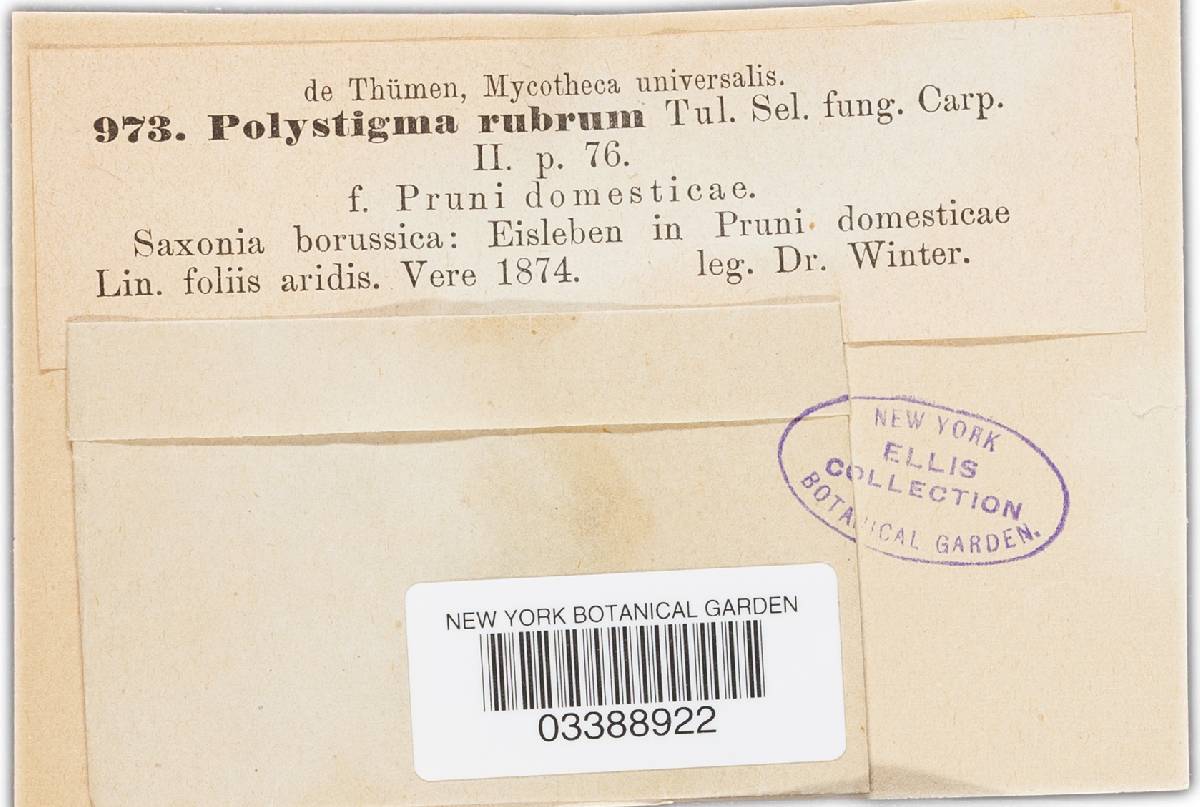 de Thümen, Mycotheca universalis.
973. Polystigma rubrum Tul. Sel. fung. Carp.
II. p. 76.
f. Pruni domesticae.
Saxonia borussica: Eisleben in Pruni domesticae
Lin. foliis aridis. Vere 1874. leg. Dr. Winter.
NEW YORK
ELLIS
COLLECTION
BOTANICAL GARDEN.
NEW YORK BOTANICAL GARDEN
03388922